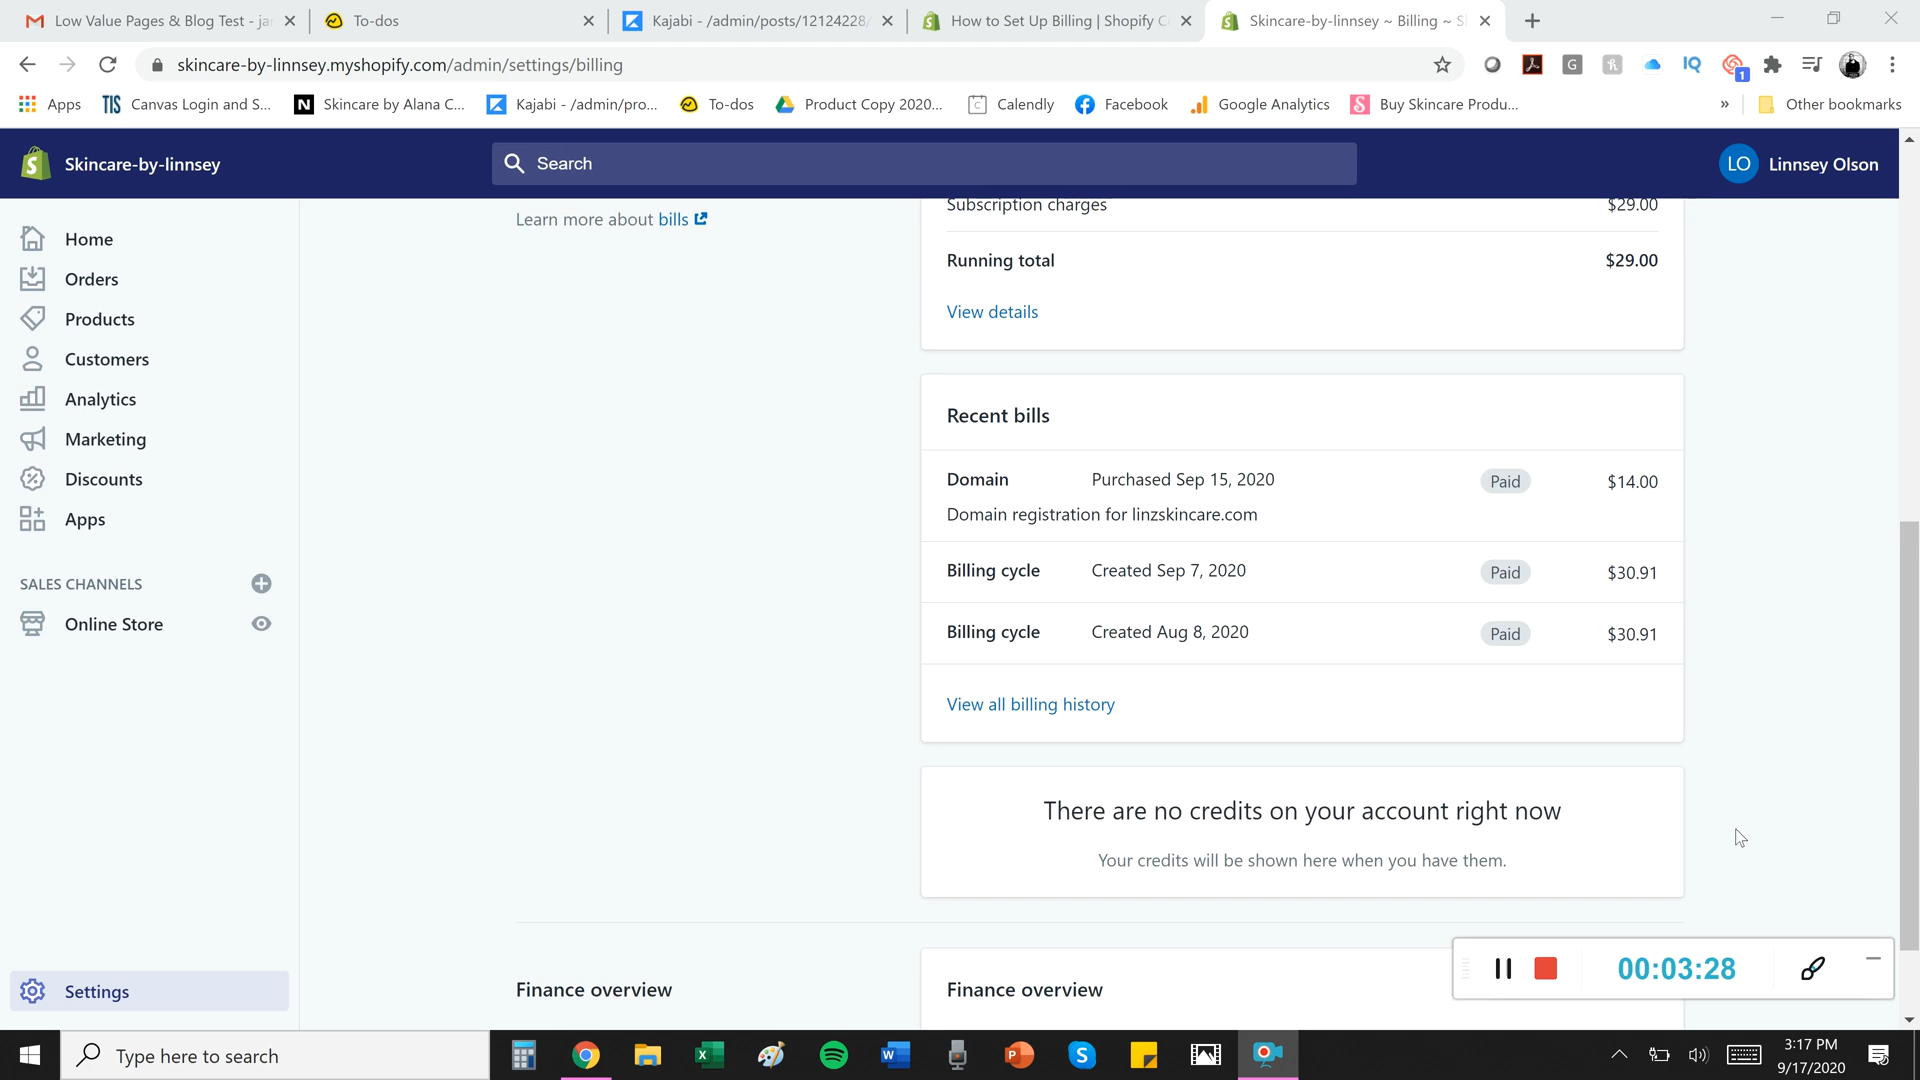 Low Value Pages & Blog Test - ja
To-dos
Kajabi - /admin/posts/12124228/
How to Set Up Billing | Shopify C
Skincare-by-linnsey ~ Billing ~ S
skincare-by-linnsey.myshopify.com/admin/settings/billing
Apps
Canvas Login and S...
Skincare by Alana C...
Kajabi - /admin/pro...
To-dos
Product Copy 2020...
Calendly
Facebook
Google Analytics
Buy Skincare Produ...
»
Other bookmarks
Skincare-by-linnsey
Search
LO
Linnsey Olson
Learn more about bills
Subscription charges $29.00
Running total $29.00
View details
Home
Orders
Products
Customers
Analytics
Marketing
Discounts
Apps
SALES CHANNELS
Online Store
Settings
Recent bills
Domain Purchased Sep 15, 2020 Paid $14.00
Domain registration for linzskincare.com
Billing cycle Created Sep 7, 2020 Paid $30.91
Billing cycle Created Aug 8, 2020 Paid $30.91
View all billing history
There are no credits on your account right now
Your credits will be shown here when you have them.
Finance overview
Finance overview
00:03:28
Type here to search
3:17 PM
9/17/2020